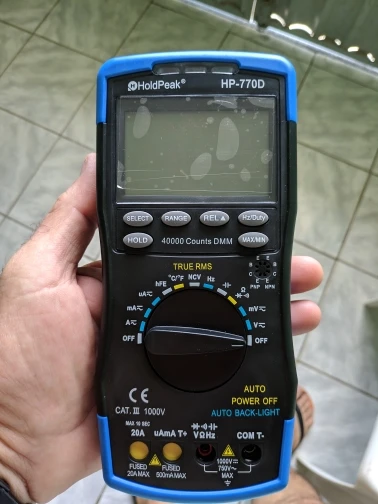 HoldPeak® HP-770D
SELECT RANGE REL▲ Hz/Duty
HOLD 40000 Counts DMM MAX/MIN
TRUE RMS
°C/°F NCV Hz
hFE Ω
uA mV
mA V
A
OFF OFF
E E
B B
C C
PNP NPN
CE
CAT. III 1000V
AUTO
POWER OFF
AUTO BACK-LIGHT
MAX 10 SEC
20A uAmA T+ VΩHz COM T-
FUSED FUSED 1000V
20A MAX 500mA MAX 750V~
MAX